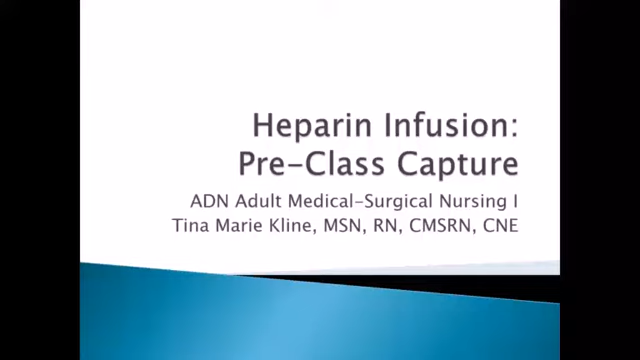 Heparin Infusion:
Pre-Class Capture
ADN Adult Medical-Surgical Nursing I
Tina Marie Kline, MSN, RN, CMSRN, CNE